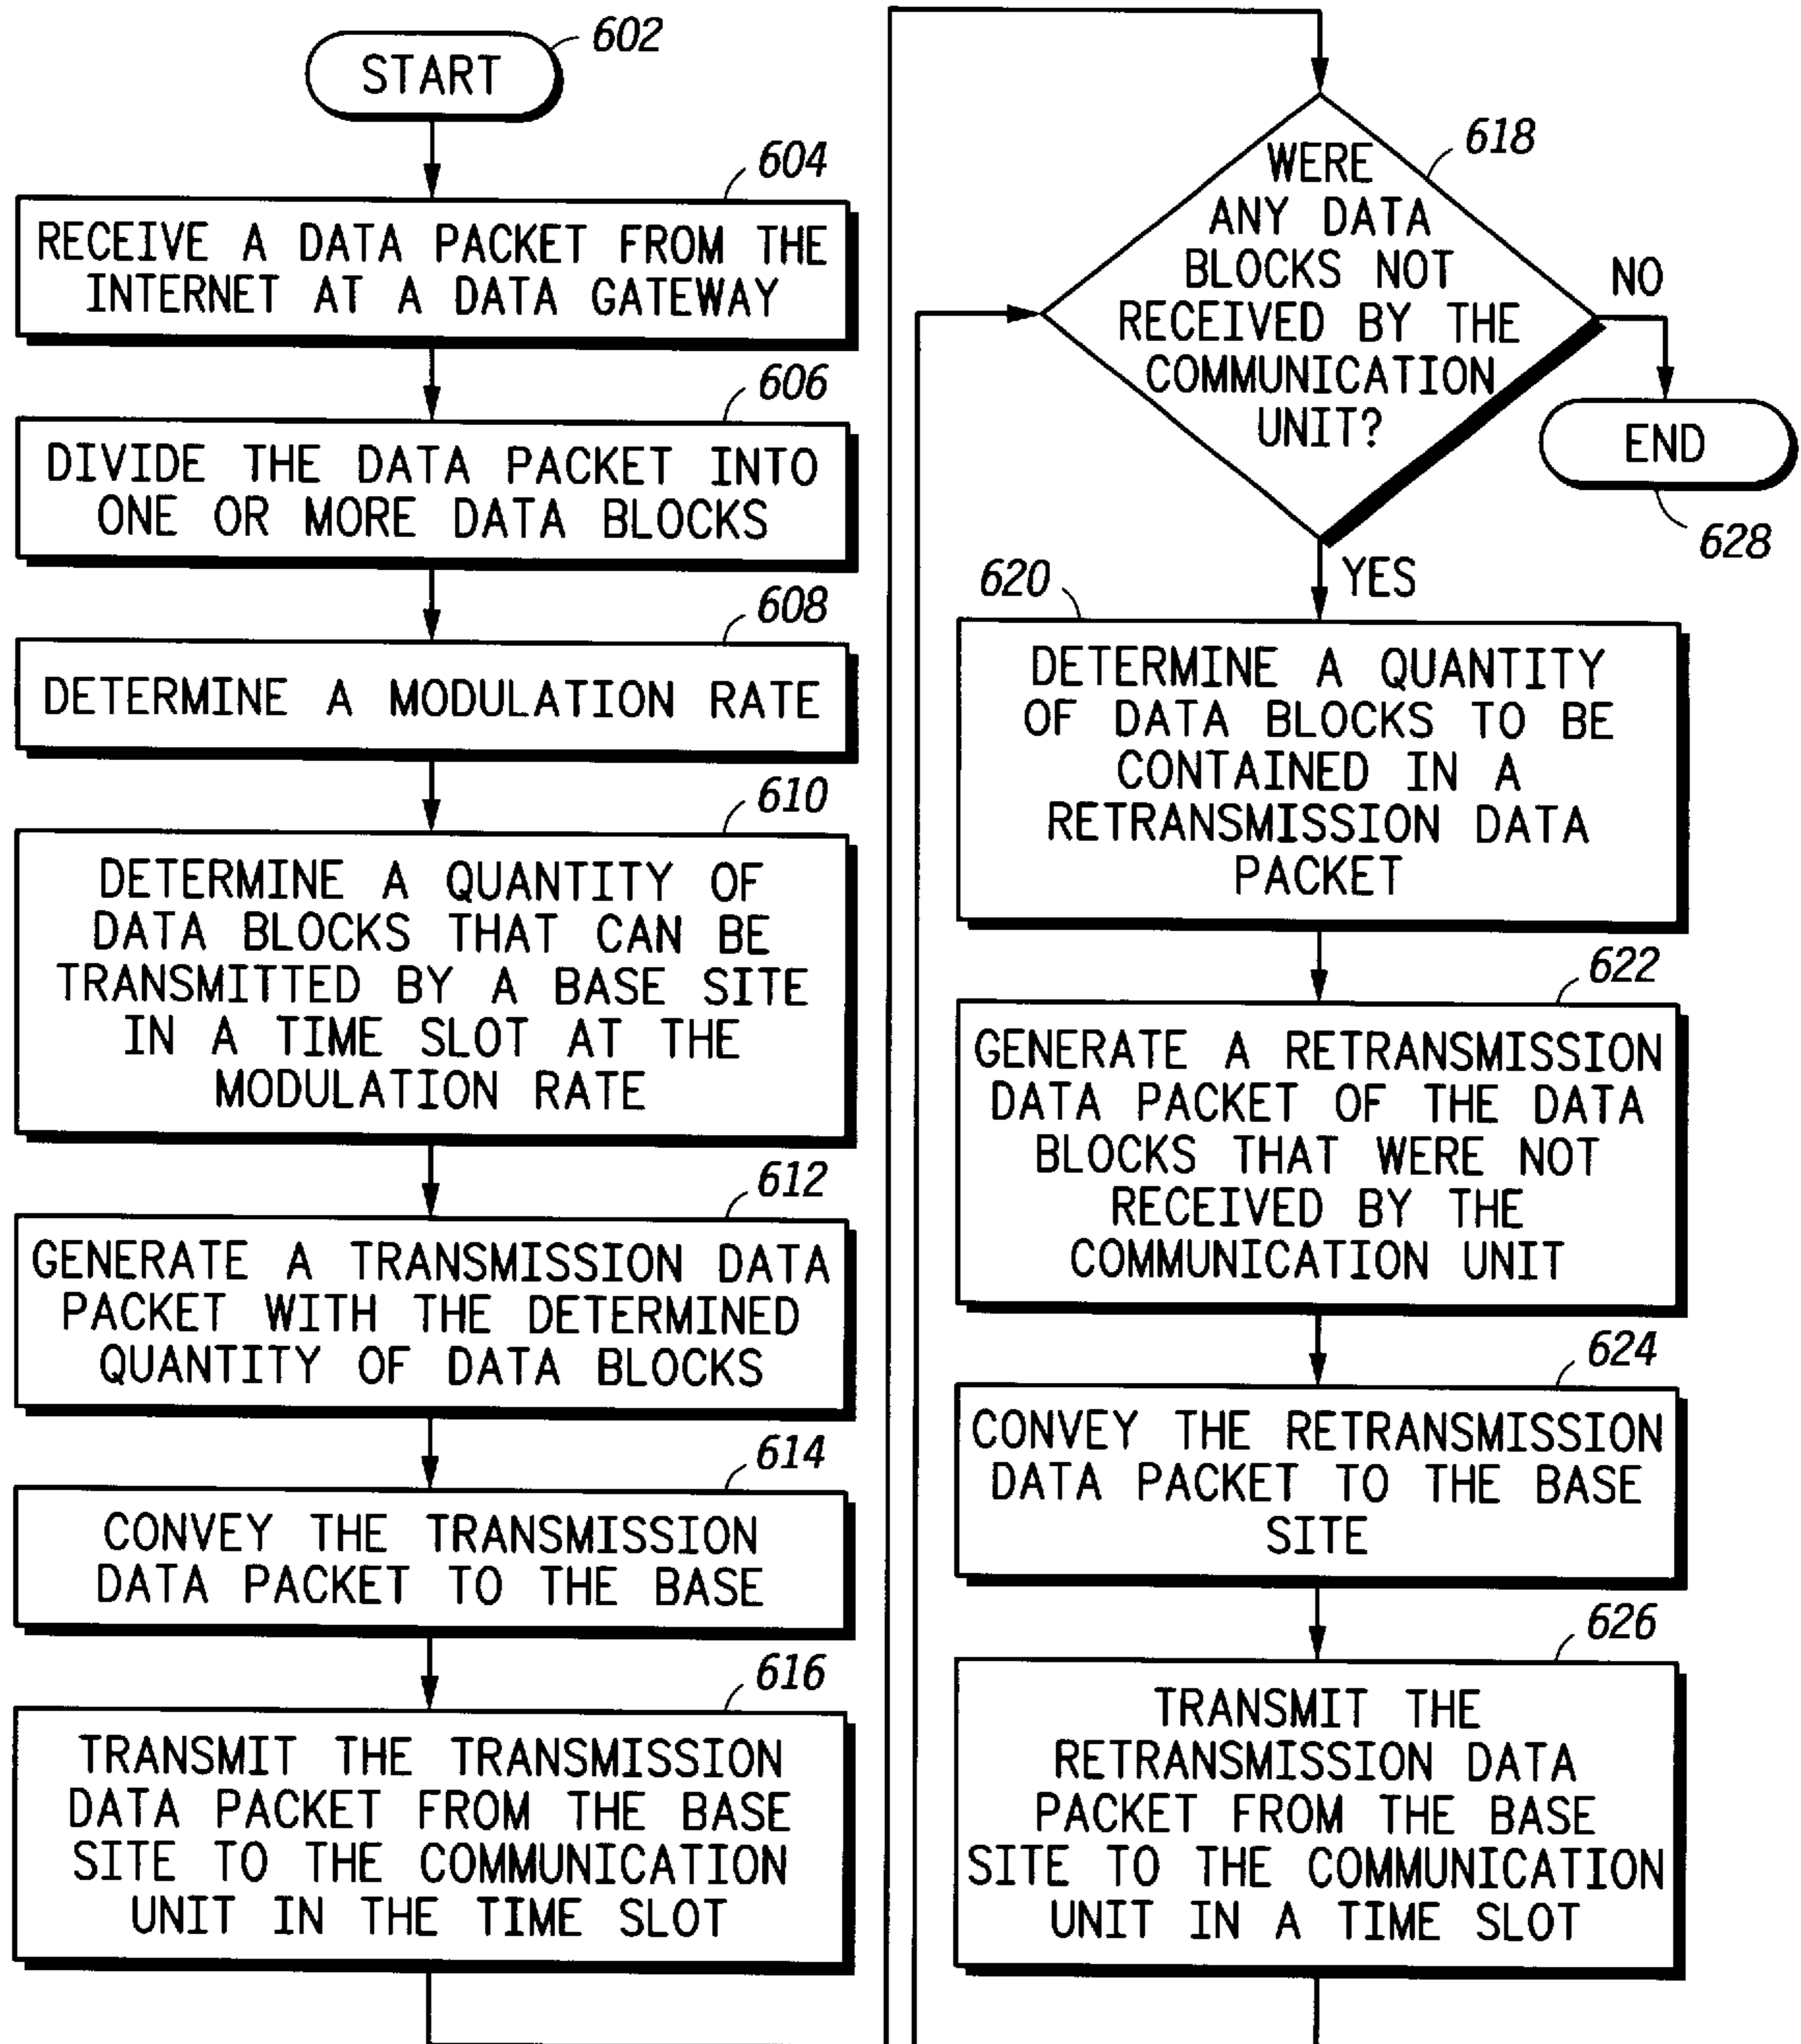 START
602
604
RECEIVE A DATA PACKET FROM THE
INTERNET AT A DATA GATEWAY
606
DIVIDE THE DATA PACKET INTO
ONE OR MORE DATA BLOCKS
608
DETERMINE A MODULATION RATE
610
DETERMINE A QUANTITY OF
DATA BLOCKS THAT CAN BE
TRANSMITTED BY A BASE SITE
IN A TIME SLOT AT THE
MODULATION RATE
612
GENERATE A TRANSMISSION DATA
PACKET WITH THE DETERMINED
QUANTITY OF DATA BLOCKS
614
CONVEY THE TRANSMISSION
DATA PACKET TO THE BASE
616
TRANSMIT THE TRANSMISSION
DATA PACKET FROM THE BASE
SITE TO THE COMMUNICATION
UNIT IN THE TIME SLOT
618
WERE
ANY DATA
BLOCKS NOT
RECEIVED BY THE
COMMUNICATION
UNIT?
NO
END
628
YES
620
DETERMINE A QUANTITY
OF DATA BLOCKS TO BE
CONTAINED IN A
RETRANSMISSION DATA
PACKET
622
GENERATE A RETRANSMISSION
DATA PACKET OF THE DATA
BLOCKS THAT WERE NOT
RECEIVED BY THE
COMMUNICATION UNIT
624
CONVEY THE RETRANSMISSION
DATA PACKET TO THE BASE
SITE
626
TRANSMIT THE
RETRANSMISSION DATA
PACKET FROM THE BASE
SITE TO THE COMMUNICATION
UNIT IN A TIME SLOT